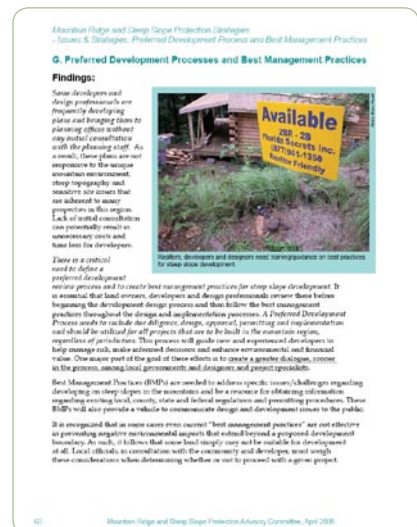 Mountain Ridge and Steep Slope Protection Strategies
- Issues & Strategies: Preferred Development Process and Best Management Practices
G. Preferred Development Processes and Best Management Practices
Findings:
Some developers and
design professionals are
frequently developing
plans and bringing them to
planning offices without
any initial consultation
with the planning staff. As
a result, these plans are not
responsive to the unique
mountain environment,
steep topography and
sensitive site issues that
are inherent to many
properties in this region.
Lack of initial consultation
can potentially result in
unnecessary costs and
time loss for developers.
Available
2BR - 2B
Florida Secrets Inc.
(877)061-1350
Realtor Friendly
Realtors, developers and designers need training/guidance on best practices
for steep slope development.
There is a critical
need to define a
preferred development
review process and to create best management practices for steep slope development. It
is essential that land owners, developers and design professionals review these before
beginning the development design process and then follow the best management
practices throughout the design and implementation processes. A Preferred Development
Process needs to include due diligence, design, approval, permitting and implementation
and should be utilized for all projects that are to be built in the mountain region,
regardless of jurisdiction. This process will guide new and experienced developers to
help manage risk, make informed decisions and enhance environmental and financial
value. One major part of the goal of these efforts is to create a greater dialogue, sooner
in the process, among local governments and designers and project specialists.
Best Management Practices (BMPs) are needed to address specific issues/challenges regarding
developing on steep slopes in the mountains and be a resource for obtaining information
regarding existing local, county, state and federal regulations and permitting procedures. These
BMPs will also provide a vehicle to communicate design and development issues to the public.
It is recognized that in some cases even current "best management practices" are not effective
in preventing negative environmental impacts that extend beyond a proposed development
boundary. As such, it follows that some land simply may not be suitable for development
at all. Local officials, in consultation with the community and developer, must weigh
these considerations when determining whether or not to proceed with a given project.
Mountain Ridge and Steep Slope Protection Advisory Committee, April 2008